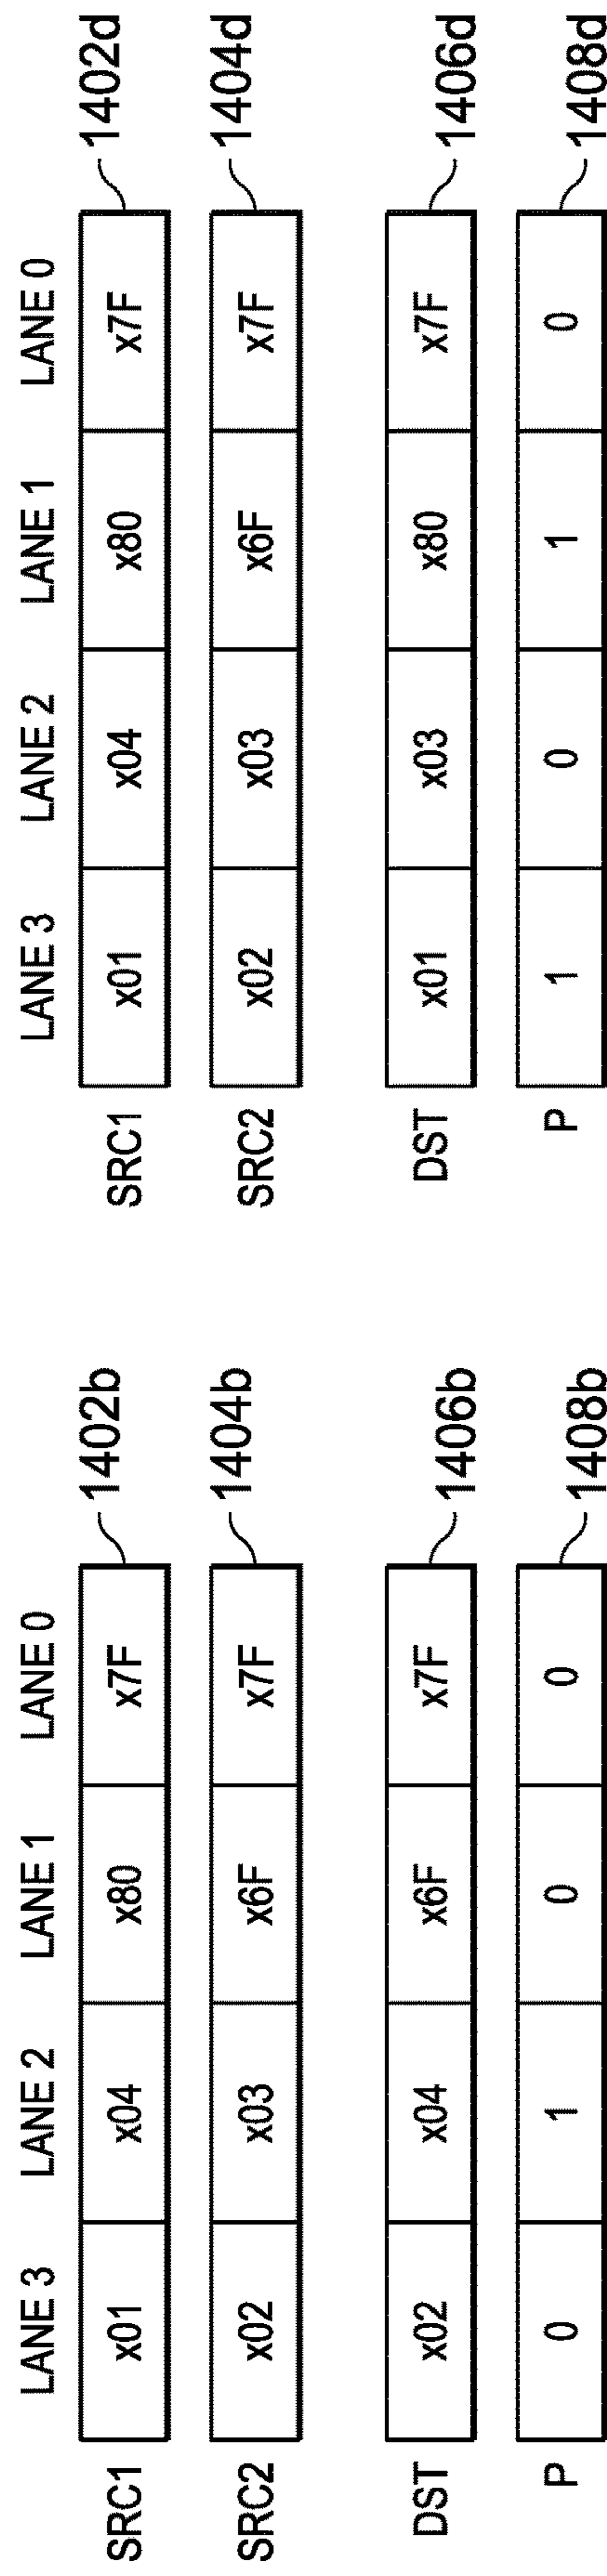 LANE 3 LANE 2 LANE 1 LANE 0
SRC1 x01 x04 x80 x7F 1402b
SRC2 x02 x03 x6F x7F 1404b
DST x02 x04 x6F x7F 1406b
P 0 1 0 0 1408b
LANE 3 LANE 2 LANE 1 LANE 0
SRC1 x01 x04 x80 x7F 1402d
SRC2 x02 x03 x6F x7F 1404d
DST x01 x03 x80 x7F 1406d
P 1 0 1 0 1408d